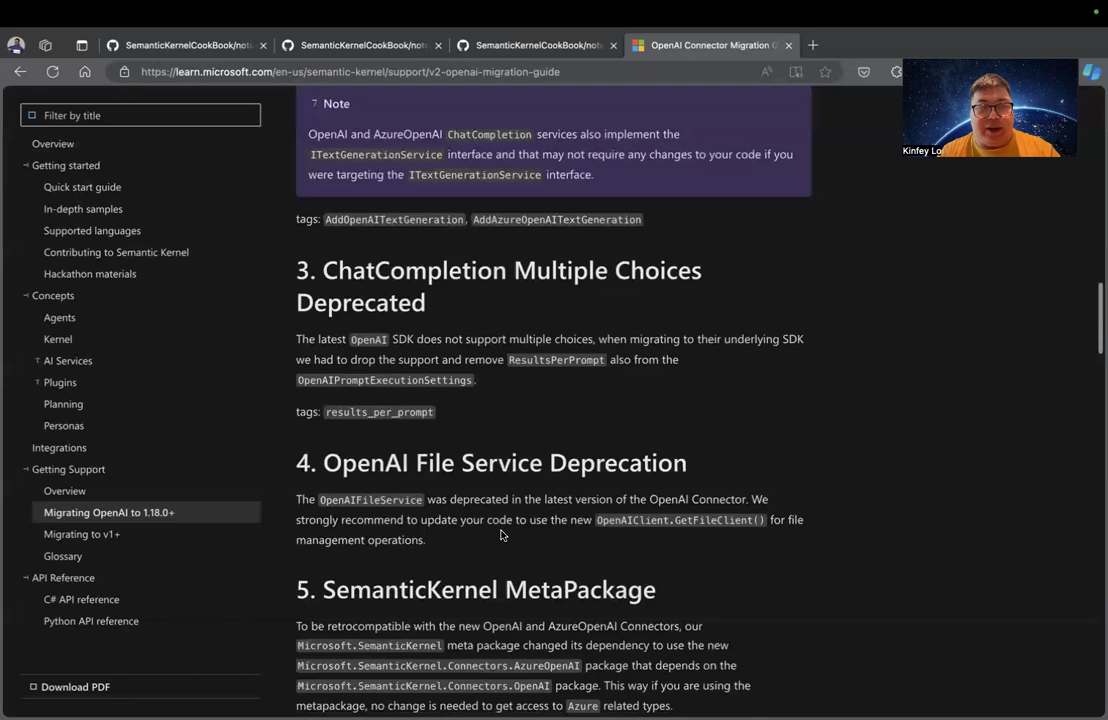 SemanticKernelCookBook/note
SemanticKernelCookBook/note
SemanticKernelCookBook/note
OpenAI Connector Migration G
https://learn.microsoft.com/en-us/semantic-kernel/support/v2-openai-migration-guide
Filter by title
Overview
Getting started
Quick start guide
In-depth samples
Supported languages
Contributing to Semantic Kernel
Hackathon materials
Concepts
Agents
Kernel
AI Services
Plugins
Planning
Personas
Integrations
Getting Support
Overview
Migrating OpenAI to 1.18.0+
Migrating to v1+
Glossary
API Reference
C# API reference
Python API reference
Download PDF
Note
OpenAI and AzureOpenAI ChatCompletion services also implement the
ITextGenerationService interface and that may not require any changes to your code if you
were targeting the ITextGenerationService interface.
tags: AddOpenAITextGeneration, AddAzureOpenAITextGeneration
3. ChatCompletion Multiple Choices
Deprecated
The latest OpenAI SDK does not support multiple choices, when migrating to their underlying SDK
we had to drop the support and remove ResultsPerPrompt also from the
OpenAIPromptExecutionSettings.
tags: results_per_prompt
4. OpenAI File Service Deprecation
The OpenAIFileService was deprecated in the latest version of the OpenAI Connector. We
strongly recommend to update your code to use the new OpenAIClient.GetFileClient() for file
management operations.
5. SemanticKernel MetaPackage
To be retrocompatible with the new OpenAI and AzureOpenAI Connectors, our
Microsoft.SemanticKernel meta package changed its dependency to use the new
Microsoft.SemanticKernel.Connectors.AzureOpenAI package that depends on the
Microsoft.SemanticKernel.Connectors.OpenAI package. This way if you are using the
metapackage, no change is needed to get access to Azure related types.
Kinfey Lo